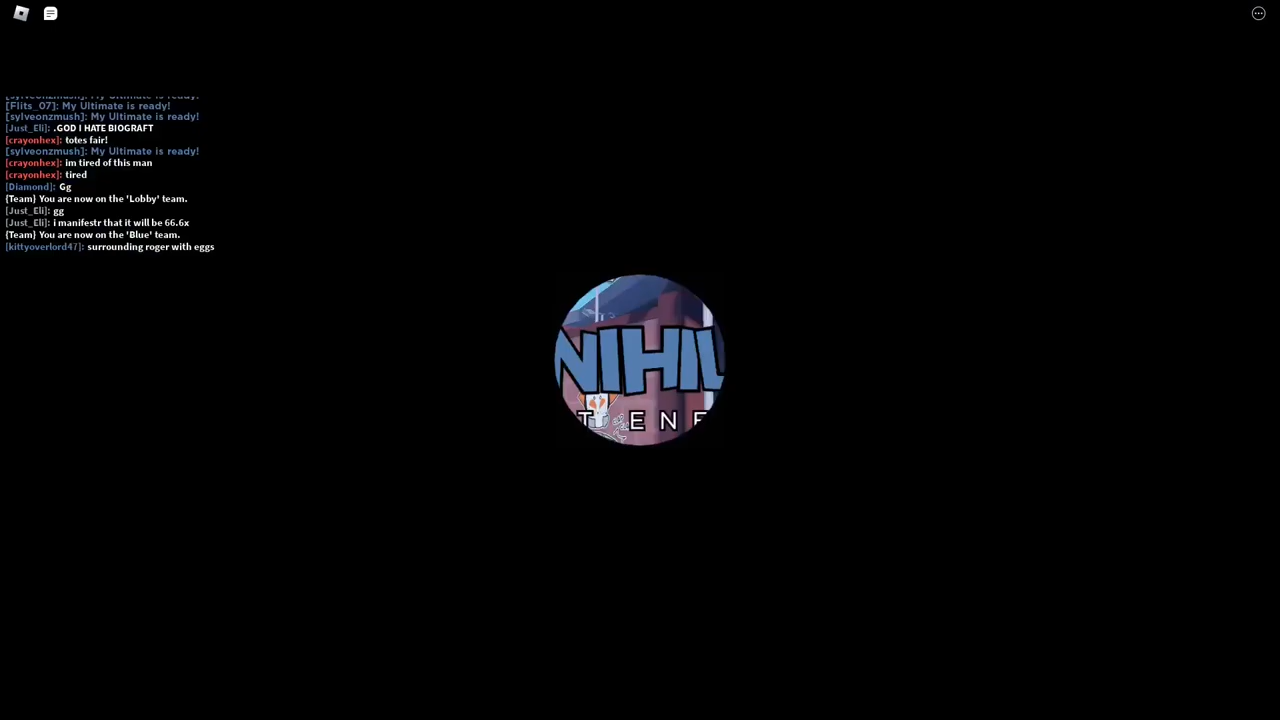 [Flits_07]: My Ultimate is ready!
[sylveonzmush]: My Ultimate is ready!
[Just_Eli]: .GOD I HATE BIOGRAFT
[crayonhex]: totes fair!
[sylveonzmush]: My Ultimate is ready!
[crayonhex]: im tired of this man
[crayonhex]: tired
[Diamond]: Gg
{Team} You are now on the 'Lobby' team.
[Just_Eli]: gg
[Just_Eli]: i manifestr that it will be 66.6x
{Team} You are now on the 'Blue' team.
[kittyoverlord47]: surrounding roger with eggs
NIHIL
T ENE